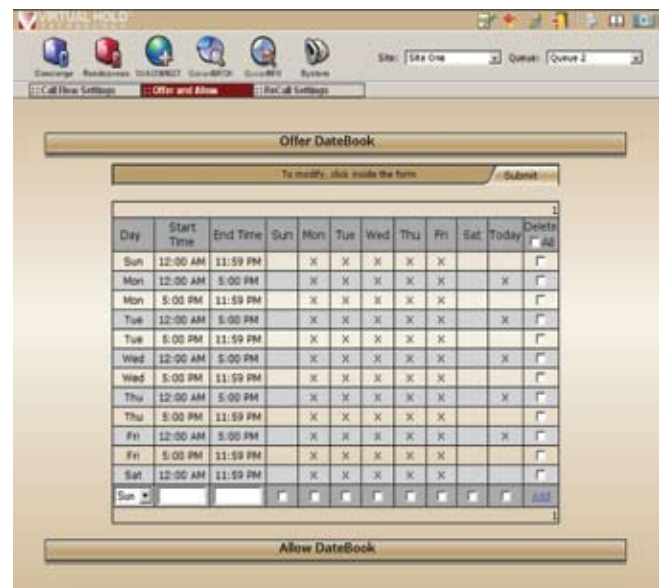 VIRTUAL HOLD
Concierge Rendezvous System
Site: Site One Queue: Queue 2
Call Flow Settings Offer and Allow ReCall Settings
Offer DateBook
To modify, click inside the form Submit
1
Day Start Time End Time Sun Mon Tue Wed Thu Fri Sat Today Delete All
Sun 12:00 AM 11:59 PM X X X X X
Mon 12:00 AM 5:00 PM X X X X X X
Mon 5:00 PM 11:59 PM X X X X X
Tue 12:00 AM 5:00 PM X X X X X X
Tue 5:00 PM 11:59 PM X X X X X
Wed 12:00 AM 5:00 PM X X X X X X
Wed 5:00 PM 11:59 PM X X X X X
Thu 12:00 AM 5:00 PM X X X X X X
Thu 5:00 PM 11:59 PM X X X X X
Fri 12:00 AM 5:00 PM X X X X X X
Fri 5:00 PM 11:59 PM X X X X X
Sat 12:00 AM 11:59 PM X X X X X
Sun Add
1
Allow DateBook